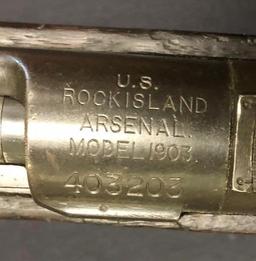 U.S.
ROCK ISLAND
ARSENAL.
MODEL 1903.
403203